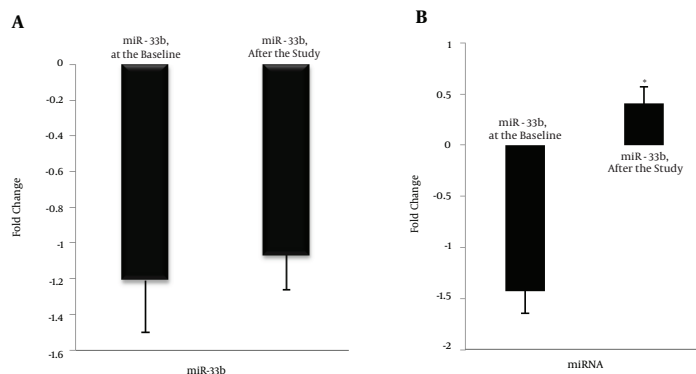 A
miR - 33b,
at the Baseline
miR - 33b,
After the Study
0
-0.2
-0.4
-0.6
-0.8
-1
-1.2
-1.4
-1.6
Fold Change
miR-33b
B
1
0.5
0
-0.5
-1
-1.5
-2
Fold Change
miR - 33b,
at the Baseline
*
miR - 33b,
After the Study
miRNA